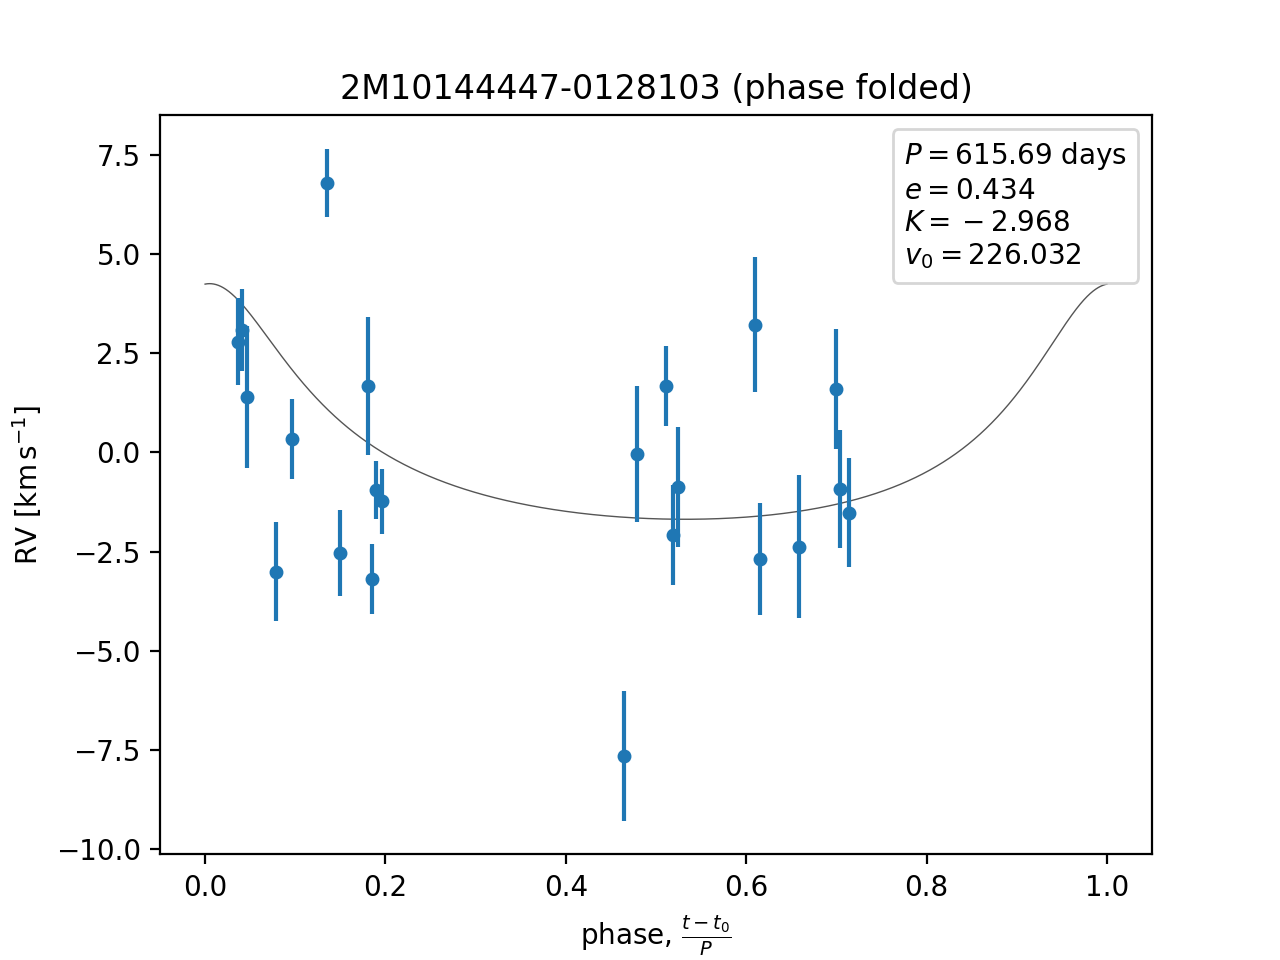 2M10144447-0128103 (phase folded)
P = 615.69 days
e = 0.434
K = −2.968
v₀ = 226.032
RV [km s⁻¹]
7.5
5.0
2.5
0.0
−2.5
−5.0
−7.5
−10.0
0.0 0.2 0.4 0.6 0.8 1.0
phase, (t − t₀)/P